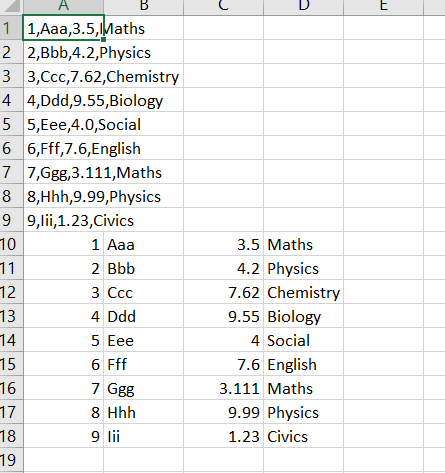 A B C D E
1 1,Aaa,3.5,Maths
2 2,Bbb,4.2,Physics
3 3,Ccc,7.62,Chemistry
4 4,Ddd,9.55,Biology
5 5,Eee,4.0,Social
6 6,Fff,7.6,English
7 7,Ggg,3.111,Maths
8 8,Hhh,9.99,Physics
9 9,Iii,1.23,Civics
10 1 Aaa 3.5 Maths
11 2 Bbb 4.2 Physics
12 3 Ccc 7.62 Chemistry
13 4 Ddd 9.55 Biology
14 5 Eee 4 Social
15 6 Fff 7.6 English
16 7 Ggg 3.111 Maths
17 8 Hhh 9.99 Physics
18 9 Iii 1.23 Civics
19